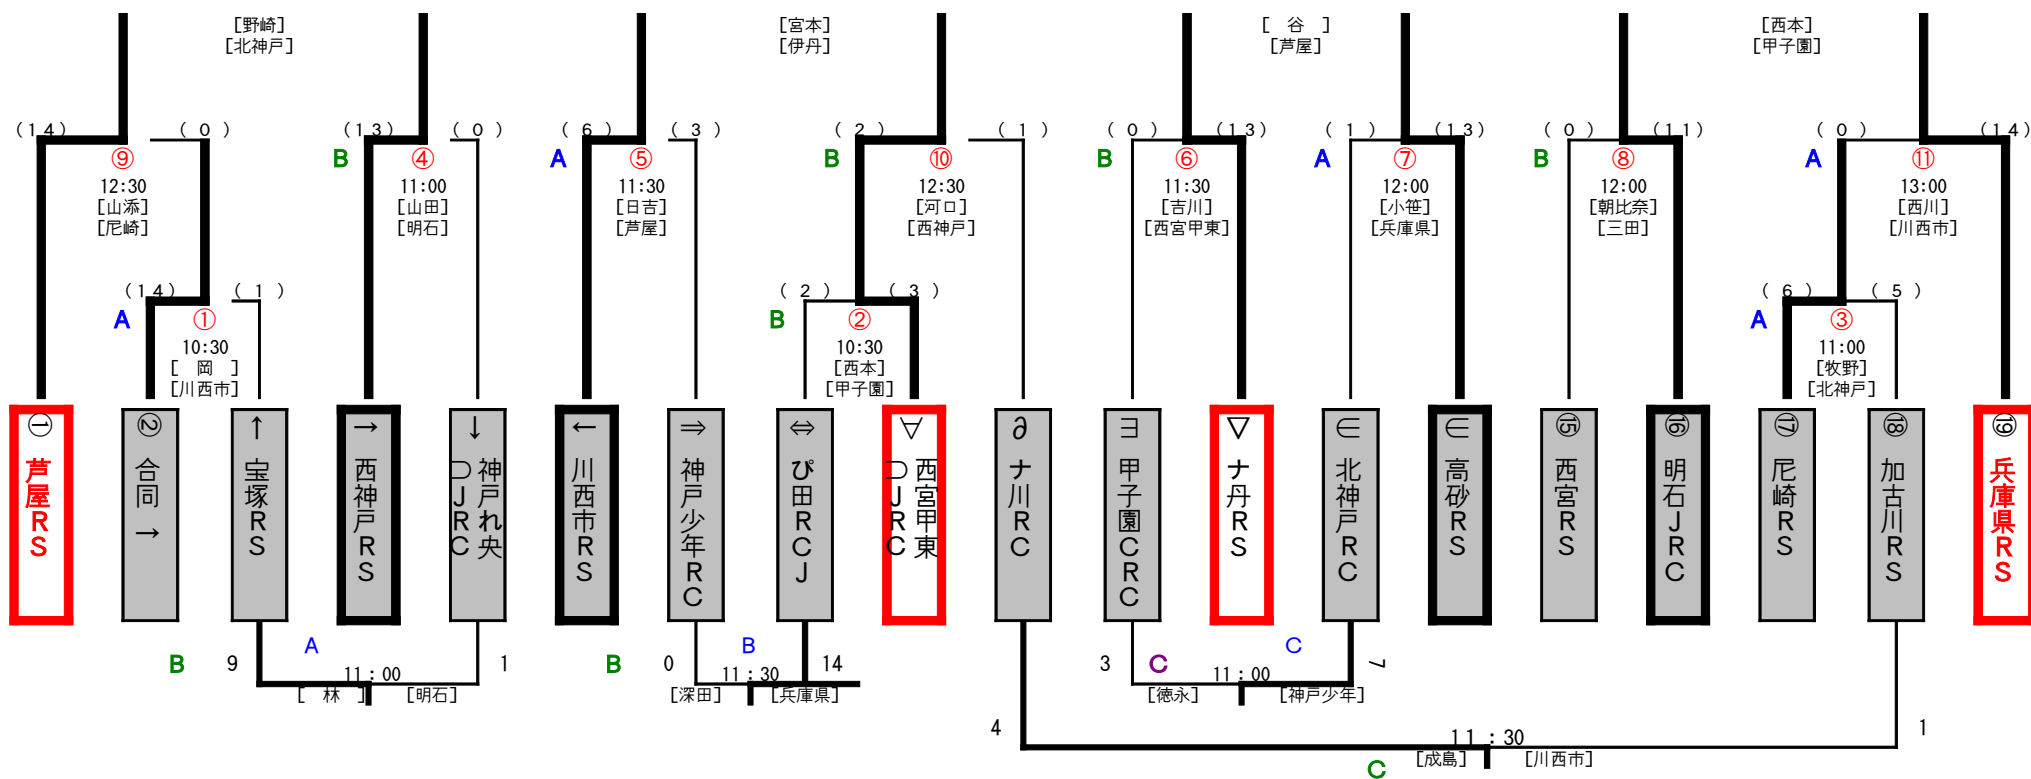 [野崎]
[北神戸]
[宮本]
[伊丹]
[　谷　]
[芦屋]
[西本]
[甲子園]
(14) (0) (13) (0) (6) (3) (2) (1) (0) (13) (1) (13) (0) (11) (0) (14)
⑨ B ④ A ⑤ B ⑩ B ⑥ A ⑦ B ⑧ A ⑪
12:30 11:00 11:30 12:30 11:30 12:00 12:00 13:00
[山添] [山田] [日吉] [河口] [吉川] [小笹] [朝比奈] [西川]
[尼崎] [明石] [芦屋] [西神戸] [西宮甲東] [兵庫県] [三田] [川西市]
(14) (1) (2) (3) (6) (5)
A ① B ② A ③
10:30 10:30 11:00
[　岡　] [西本] [牧野]
[川西市] [甲子園] [北神戸]
① 芦屋RS
② 合同→
↑ 宝塚RS
→ 西神戸RS
↓ 神戸れ央
⊃JRC
← 川西市RS
⇒ 神戸少年RC
⇔ ぴ田RCJ
∀ 西宮甲東
⊃JRC
∂ ナ川RC
∃ 甲子園CRC
▽ ナ丹RS
∈ 北神戸RC
∈ 高砂RS
⑮ 西宮RS
⑯ 明石JRC
⑰ 尼崎RS
⑱ 加古川RS
⑲ 兵庫県RS
B 9 A 11:00 1
[　林　] [明石]
B 0 B 11:30 14
[深田] [兵庫県]
3 C 11:00 C 7
[徳永] [神戸少年]
4 11:30 1
[成島] [川西市]
C